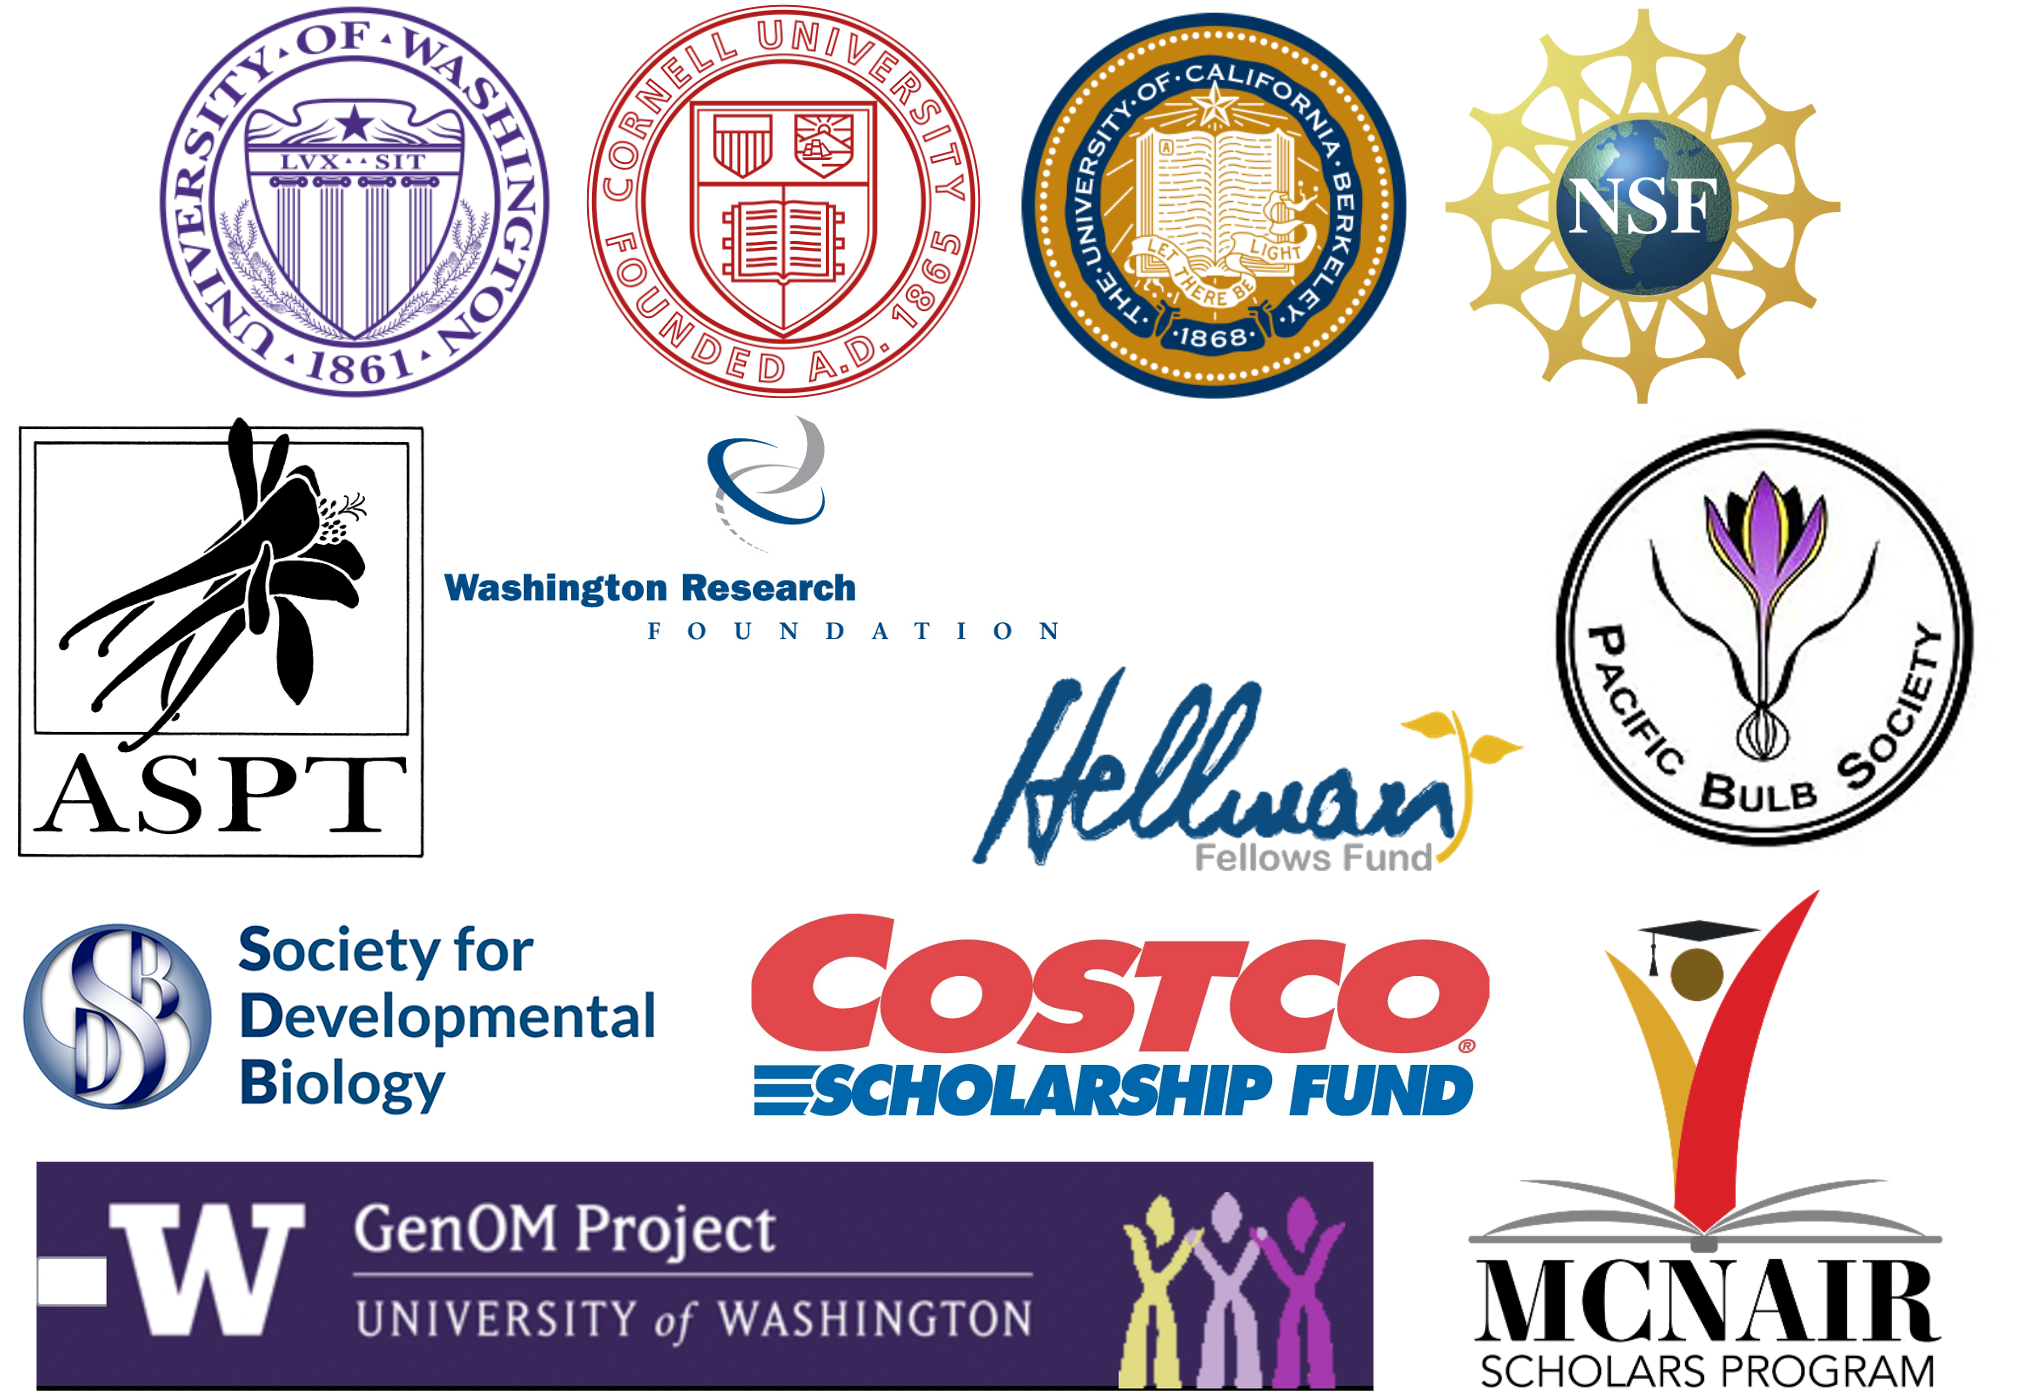 UNIVERSITY · OF · WASHINGTON
LVX · · SIT
· 1861 ·
CORNELL UNIVERSITY
FOUNDED A.D. 1865
· THE · UNIVERSITY · OF · CALIFORNIA · BERKELEY ·
A
LET THERE BE LIGHT
· 1868 ·
NSF
ASPT
Washington Research
FOUNDATION
Hellman
Fellows Fund
PACIFIC BULB SOCIETY
SDB
Society for
Developmental
Biology
COSTCO®
SCHOLARSHIP FUND
W
GenOM Project
UNIVERSITY of WASHINGTON
MCNAIR
SCHOLARS PROGRAM